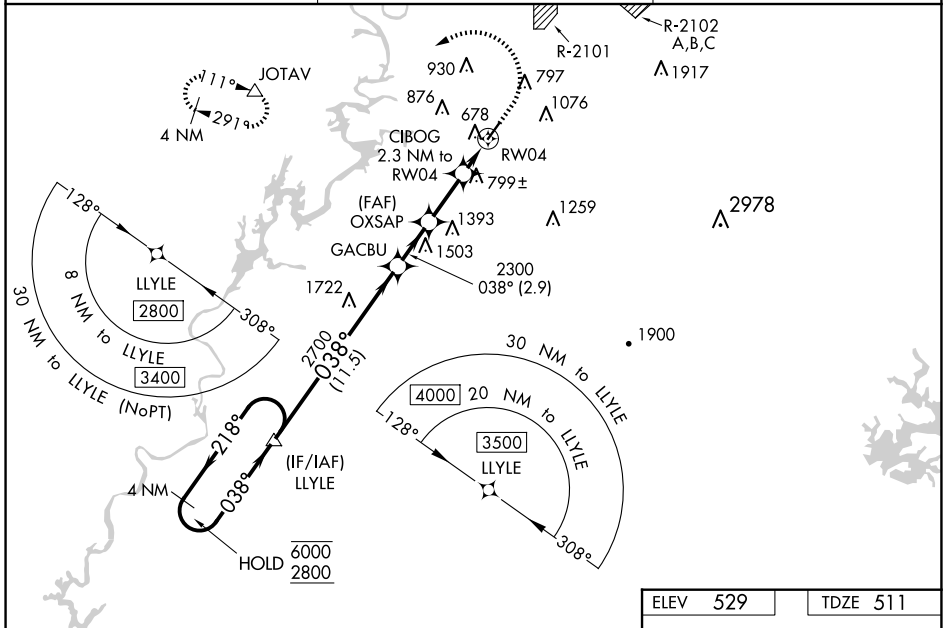 R-2101
R-2102
A,B,C
1917
930
797
876
1076
678
JOTAV
111°
291°
4 NM
CIBOG
2.3 NM to
RW04
RW04
799±
(FAF)
OXSAP
1393
1259
2978
GACBU
1503
2300
038° (2.9)
1722
128°
LLYLE
2800
308°
8 NM to LLYLE
3400
30 NM to LLYLE (NoPT)
2700
038°
(11.5)
1900
30 NM to LLYLE
4000
20 NM to LLYLE
128°
3500
LLYLE
308°
218°
038°
(IF/IAF)
LLYLE
4 NM
HOLD
6000
2800
ELEV 529
TDZE 511